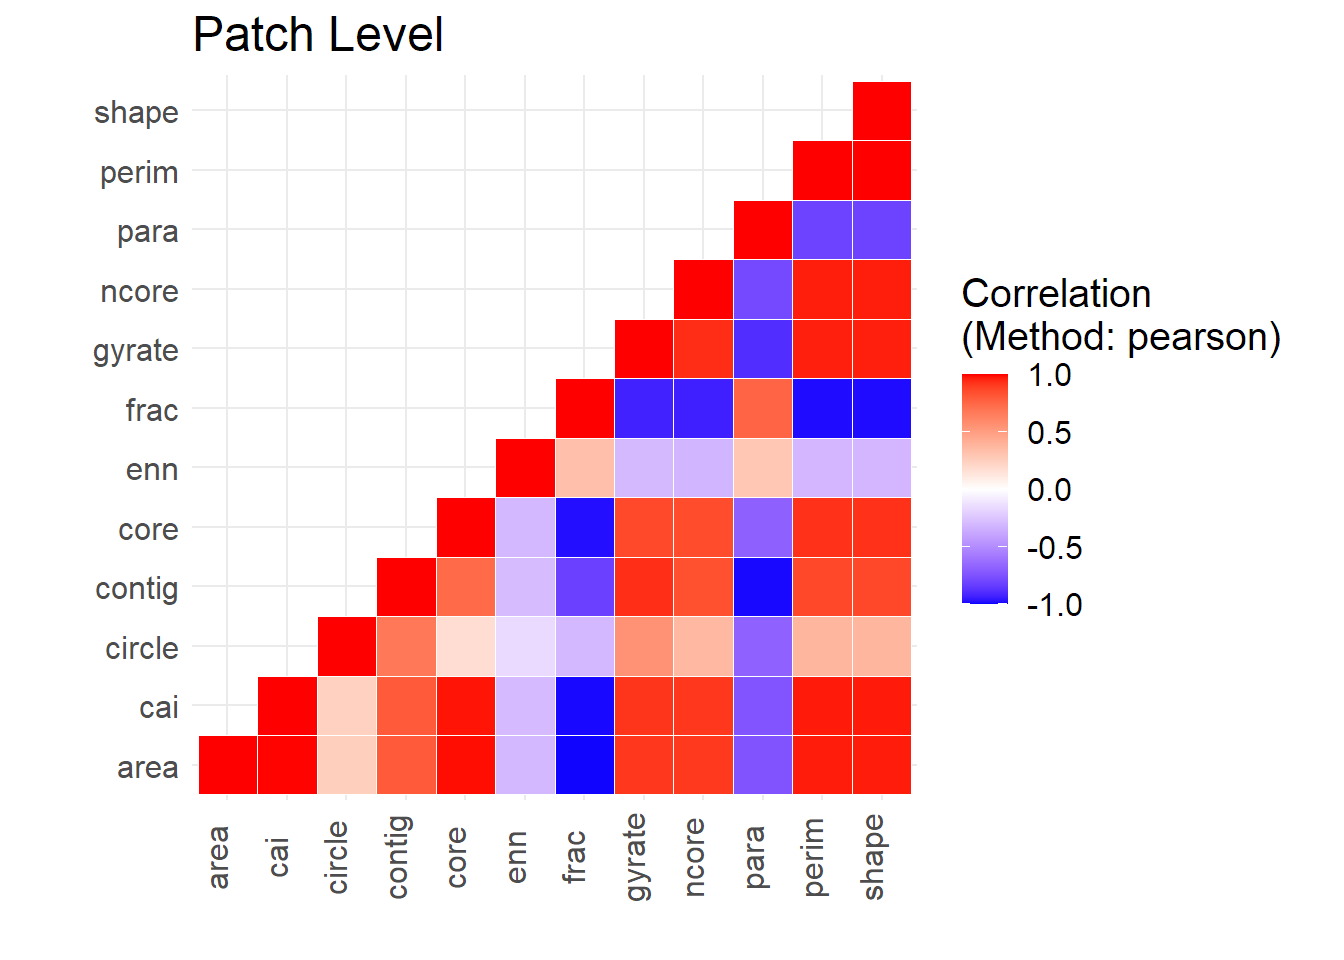 Patch Level
shape
perim
para
ncore
gyrate
frac
enn
core
contig
circle
cai
area
area
cai
circle
contig
core
enn
frac
gyrate
ncore
para
perim
shape
Correlation
(Method: pearson)
1.0
0.5
0.0
-0.5
-1.0